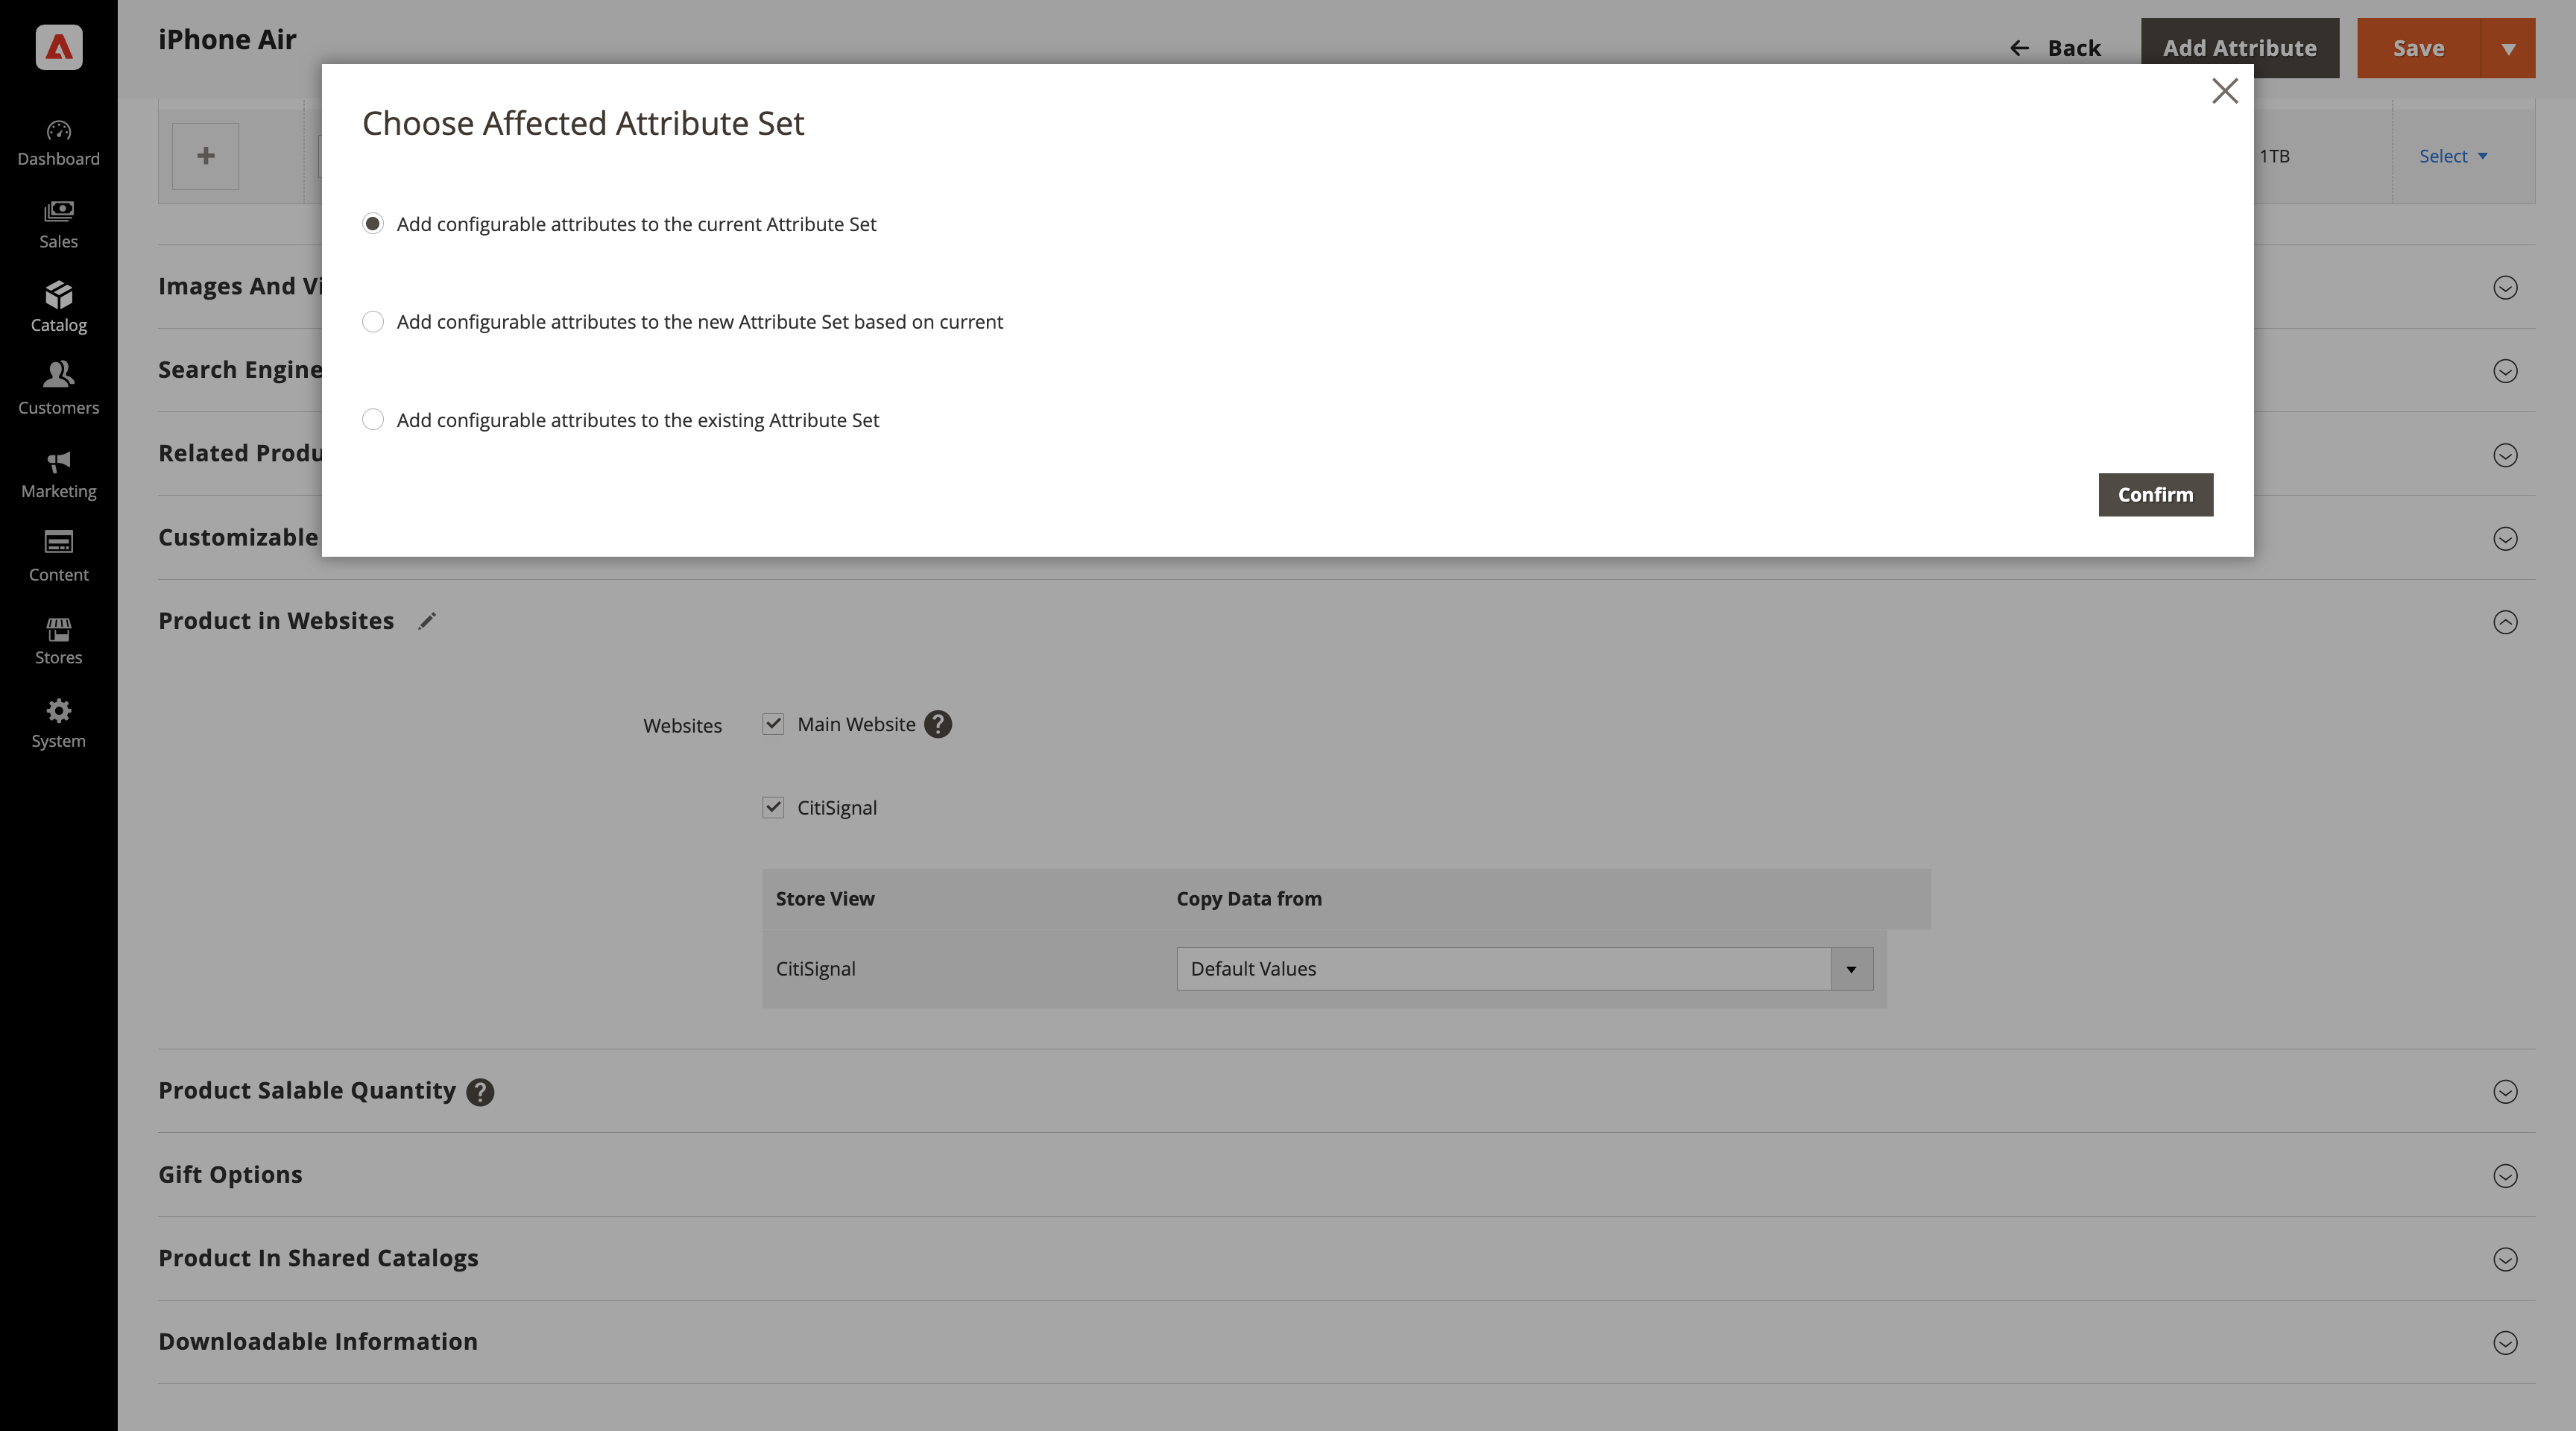 iPhone Air
Back
Add Attribute
Save
Choose Affected Attribute Set
Dashboard
1TB
Select
Add configurable attributes to the current Attribute Set
Sales
Images And Vi
Catalog
Add configurable attributes to the new Attribute Set based on current
Search Engine
Customers
Add configurable attributes to the existing Attribute Set
Related Produ
Marketing
Confirm
Customizable
Content
Product in Websites
Stores
Websites
Main Website
System
CitiSignal
Store View
Copy Data from
CitiSignal
Default Values
Product Salable Quantity
Gift Options
Product In Shared Catalogs
Downloadable Information